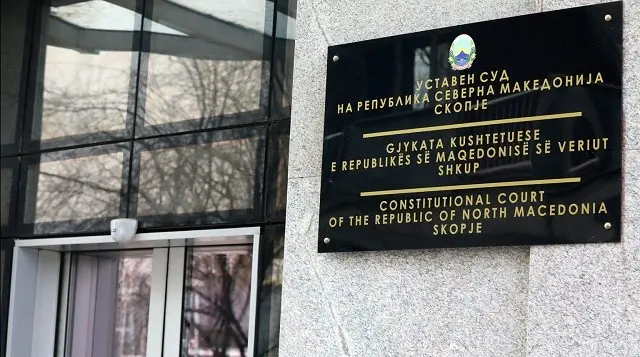 УСТАВЕН СУД
НА РЕПУБЛИКА СЕВЕРНА МАКЕДОНИЈА
СКОПЈЕ
GJYKATA KUSHTETUESE
E REPUBLIKËS SË MAQEDONISË SË VERIUT
SHKUP
CONSTITUTIONAL COURT
OF THE REPUBLIC OF NORTH MACEDONIA
SKOPJE